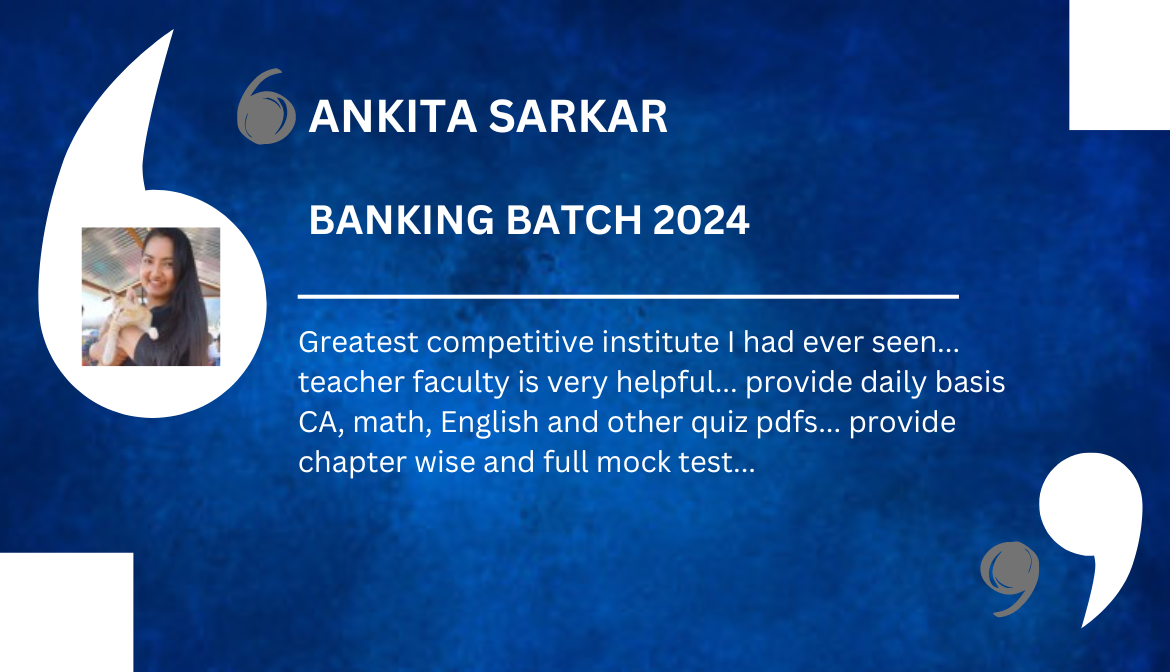 ANKITA SARKAR
BANKING BATCH 2024
Greatest competitive institute I had ever seen...
teacher faculty is very helpful... provide daily basis
CA, math, English and other quiz pdfs... provide
chapter wise and full mock test...